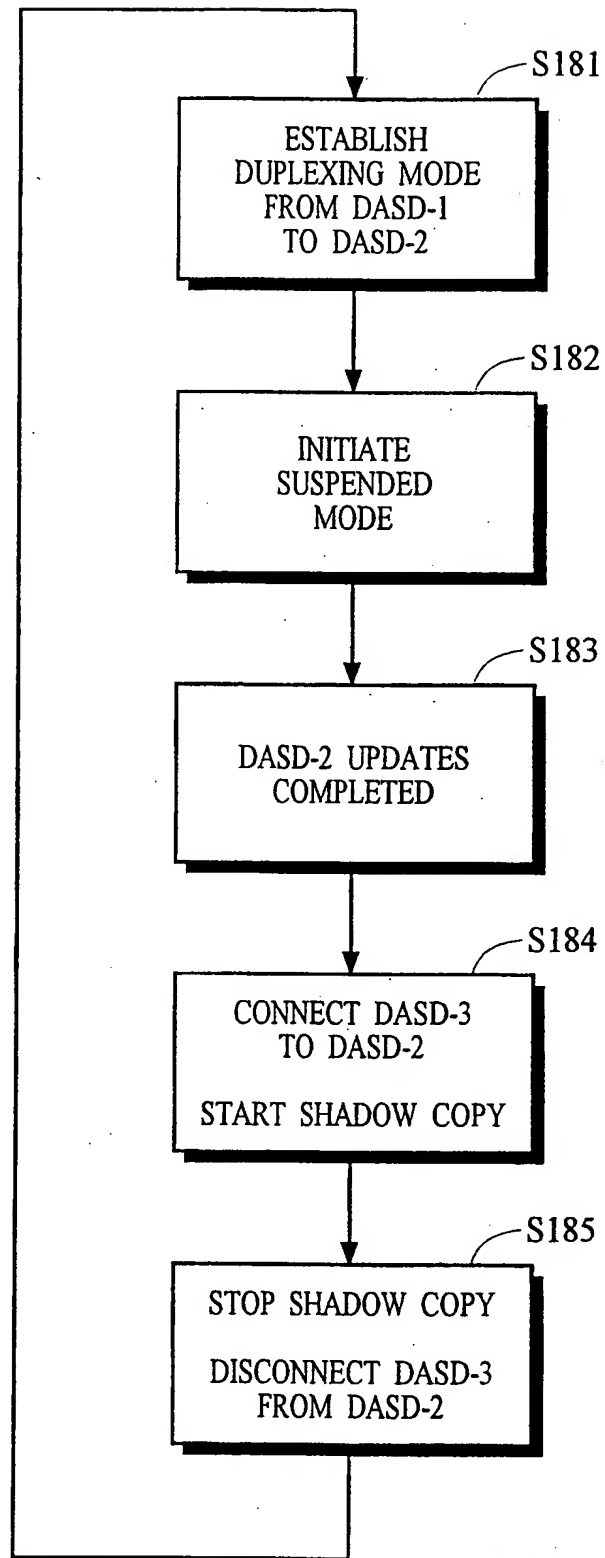 S181
ESTABLISH
DUPLEXING MODE
FROM DASD-1
TO DASD-2
S182
INITIATE
SUSPENDED
MODE
S183
DASD-2 UPDATES
COMPLETED
S184
CONNECT DASD-3
TO DASD-2
START SHADOW COPY
S185
STOP SHADOW COPY
DISCONNECT DASD-3
FROM DASD-2